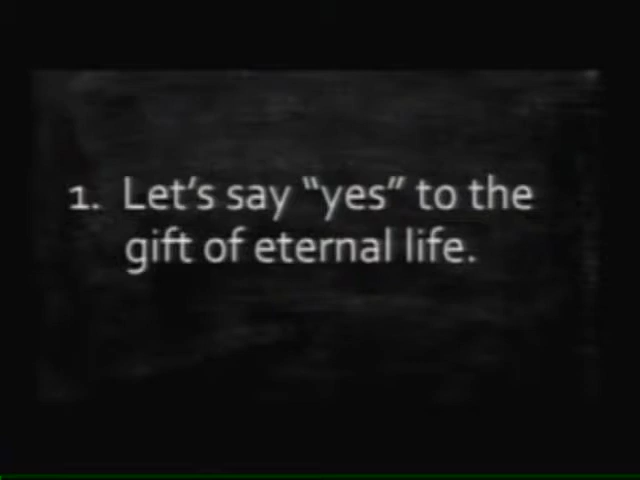 1. Let's say “yes” to the
gift of eternal life.